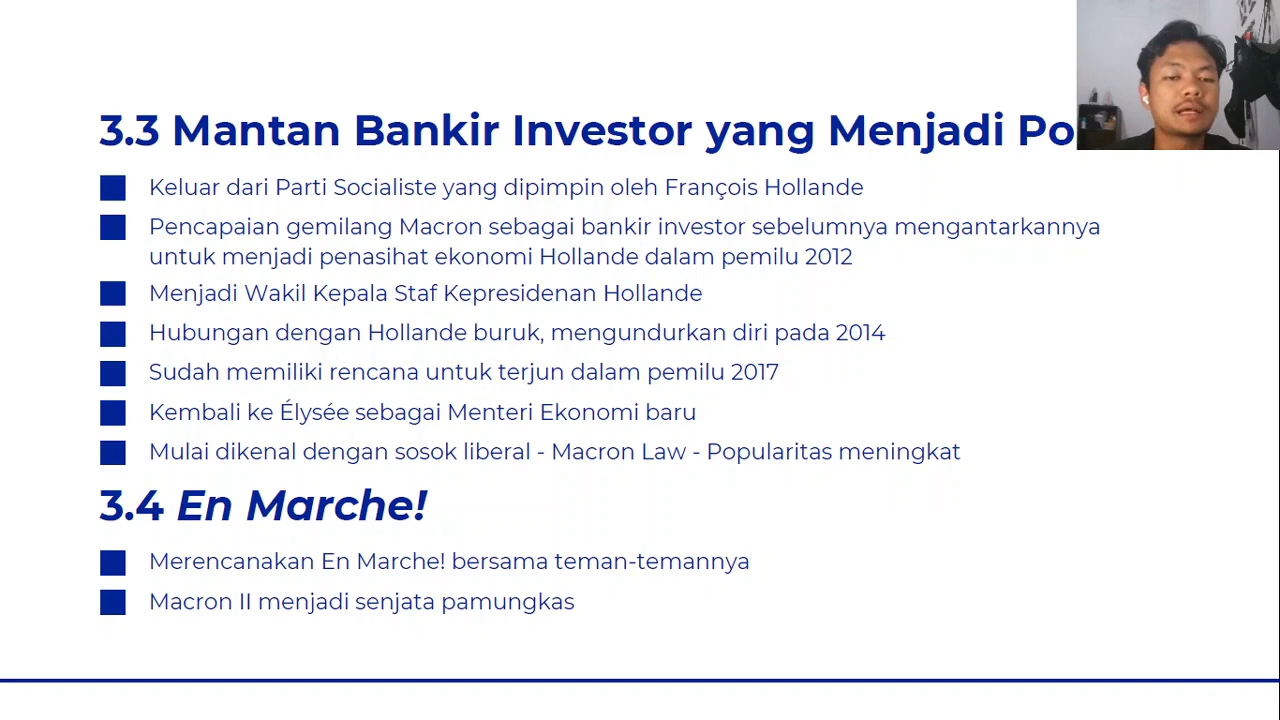 3.3 Mantan Bankir Investor yang Menjadi
Keluar dari Parti Socialiste yang dipimpin oleh François Hollande
Pencapaian gemilang Macron sebagai bankir investor sebelumnya mengantarkannya
untuk menjadi penasihat ekonomi Hollande dalam pemilu 2012
Menjadi Wakil Kepala Staf Kepresidenan Hollande
Hubungan dengan Hollande buruk, mengundurkan diri pada 2014
Sudah memiliki rencana untuk terjun dalam pemilu 2017
Kembali ke Élysée sebagai Menteri Ekonomi baru
Mulai dikenal dengan sosok liberal - Macron Law - Popularitas meningkat
3.4 En Marche!
Merencanakan En Marche! bersama teman-temannya
Macron II menjadi senjata pamungkas